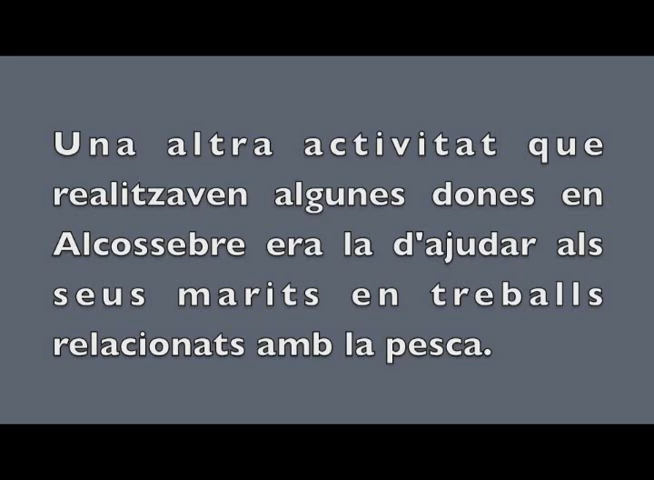 Una altra activitat que
realitzaven algunes dones en
Alcossebre era la d'ajudar als
seus marits en treballs
relacionats amb la pesca.